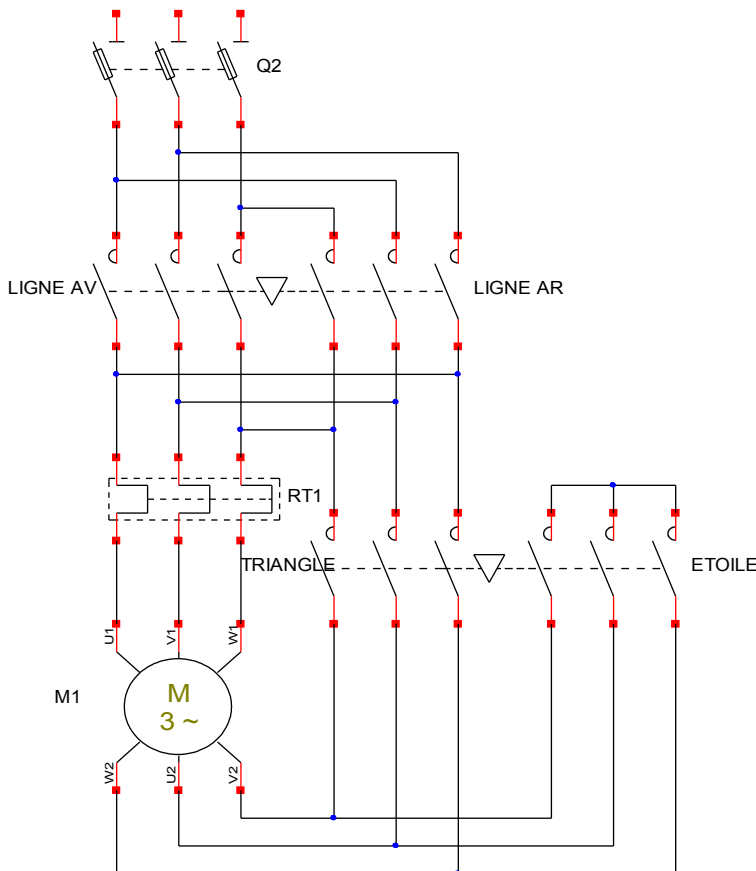 Q2
LIGNE AV
LIGNE AR
RT1
TRIANGLE
ETOILE
U1
V1
W1
M1
M
3 ~
W2
U2
V2